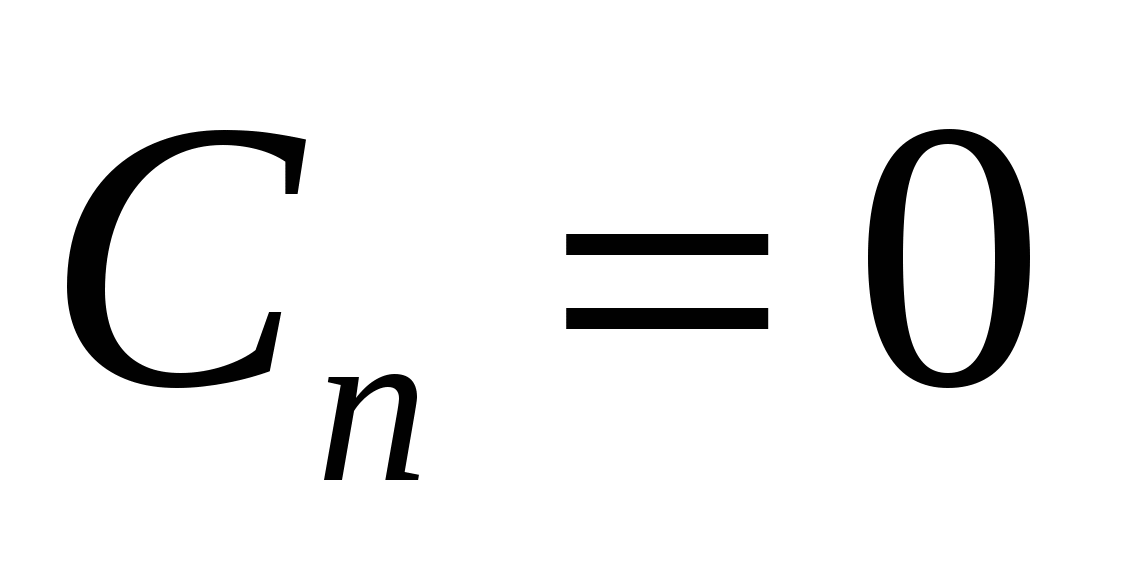 Cₙ = 0